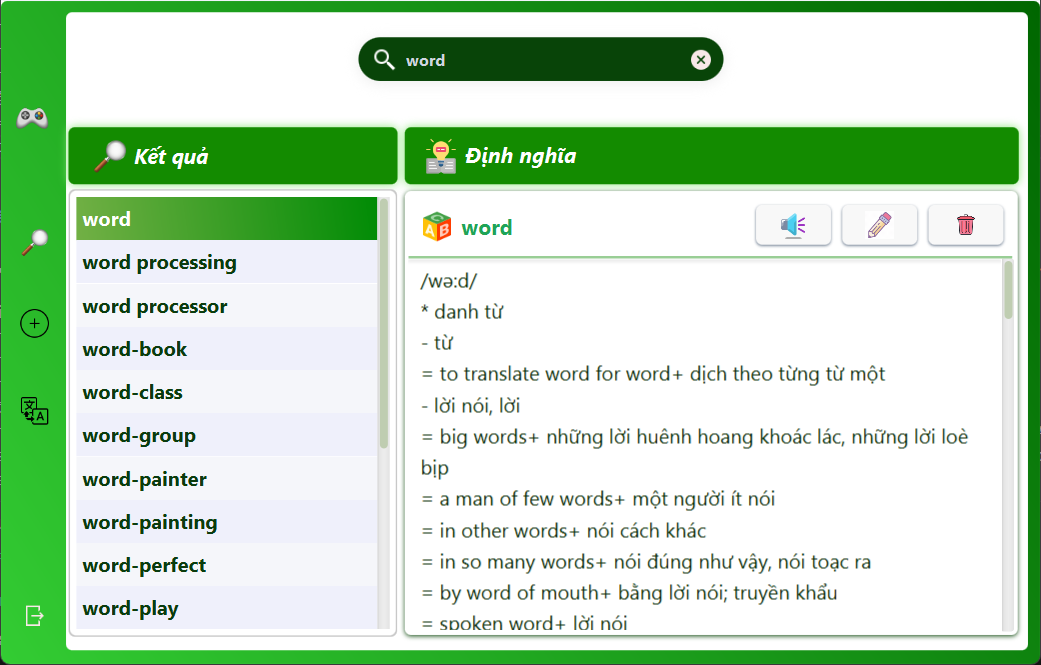 word
Kết quả
Định nghĩa
word
word processing
word processor
word-book
word-class
word-group
word-painter
word-painting
word-perfect
word-play
word
/wə:d/
* danh từ
- từ
= to translate word for word+ dịch theo từng từ một
- lời nói, lời
= big words+ những lời huênh hoang khoác lác, những lời loè
bịp
= a man of few words+ một người ít nói
= in other words+ nói cách khác
= in so many words+ nói đúng như vậy, nói toạc ra
= by word of mouth+ bằng lời nói; truyền khẩu
= spoken word+ lời nói